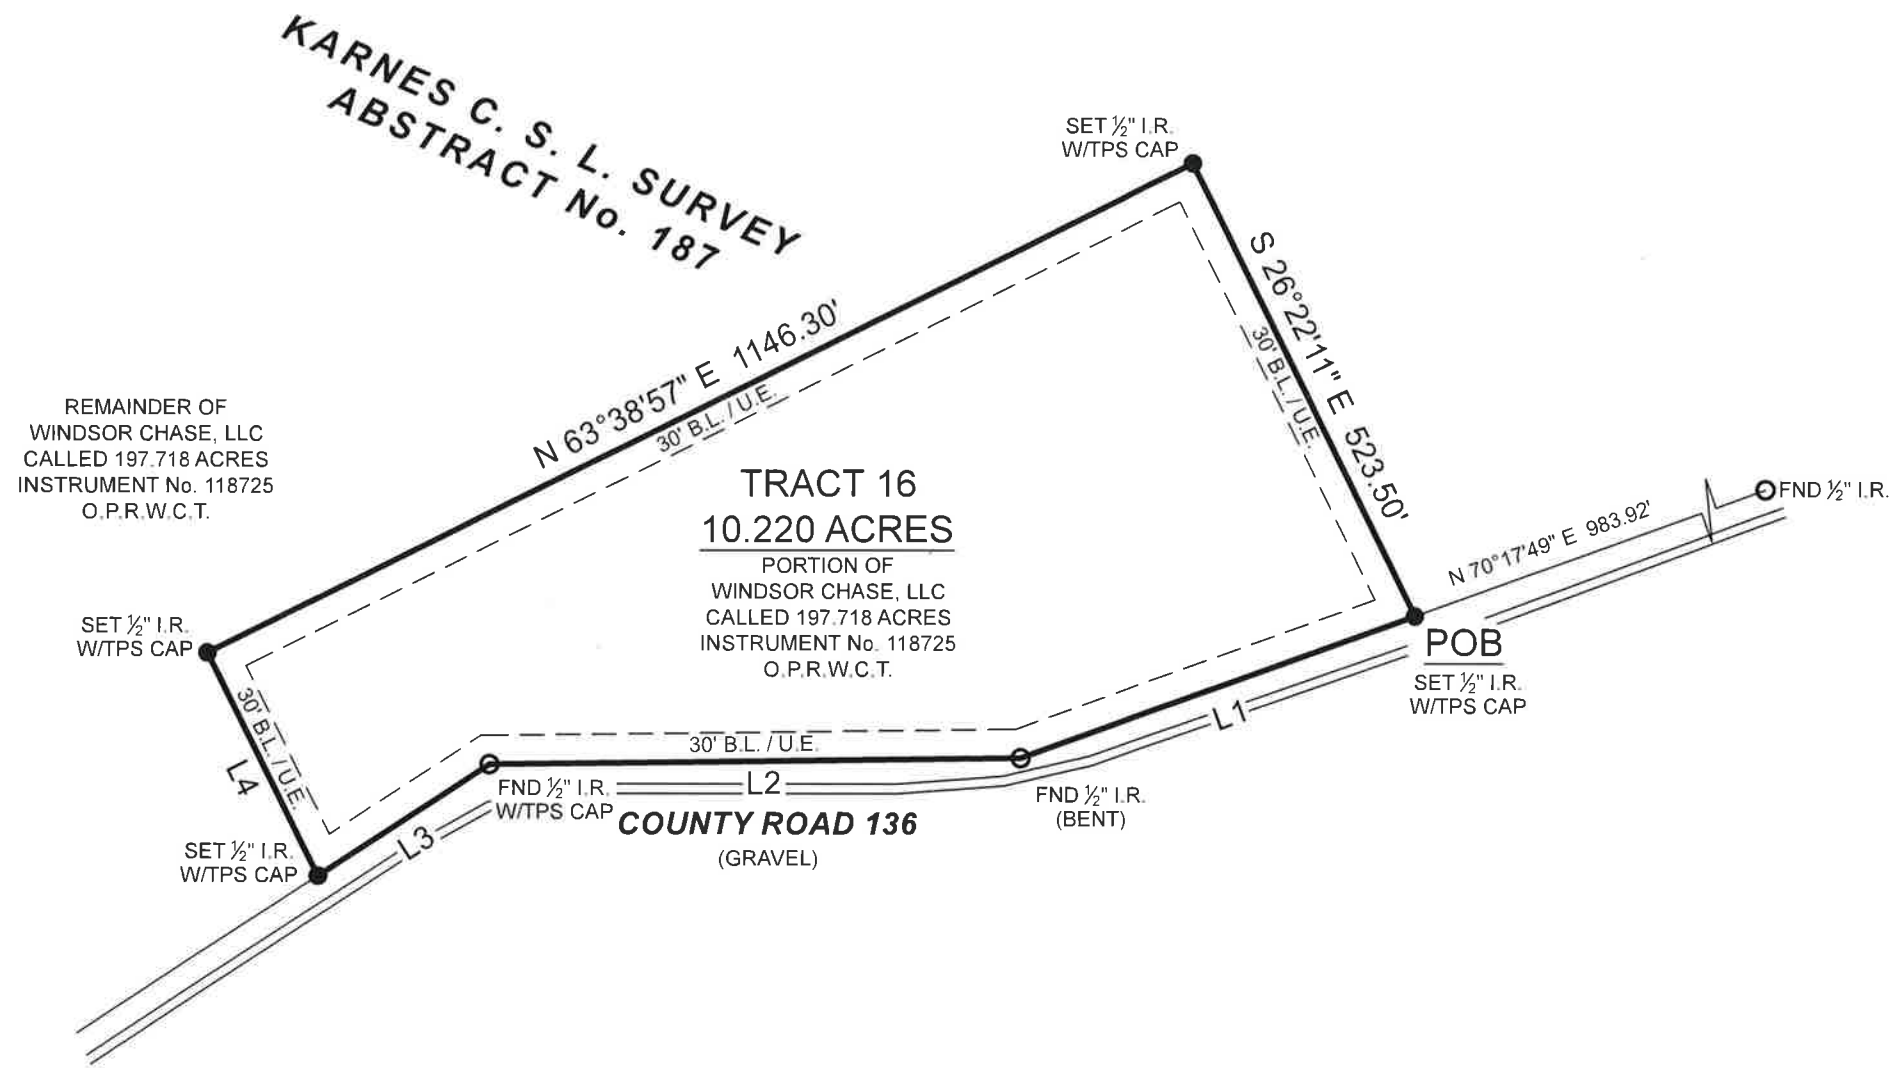 KARNES C. S. L. SURVEY
ABSTRACT No. 187
SET ½" I.R.
W/TPS CAP
S 26°22'11" E 523.50'
30' B.L. / U.E.
N 63°38'57" E 1146.30'
30' B.L. / U.E.
REMAINDER OF
WINDSOR CHASE, LLC
CALLED 197.718 ACRES
INSTRUMENT No. 118725
O.P.R.W.C.T.
TRACT 16
10.220 ACRES
PORTION OF
WINDSOR CHASE, LLC
CALLED 197.718 ACRES
INSTRUMENT No. 118725
O.P.R.W.C.T.
FND ½" I.R.
N 70°17'49" E 983.92'
POB
SET ½" I.R.
W/TPS CAP
SET ½" I.R.
W/TPS CAP
30' B.L. / U.E.
L4
L1
30' B.L. / U.E.
L2
FND ½" I.R.
W/TPS CAP
FND ½" I.R.
(BENT)
COUNTY ROAD 136
(GRAVEL)
L3
SET ½" I.R.
W/TPS CAP